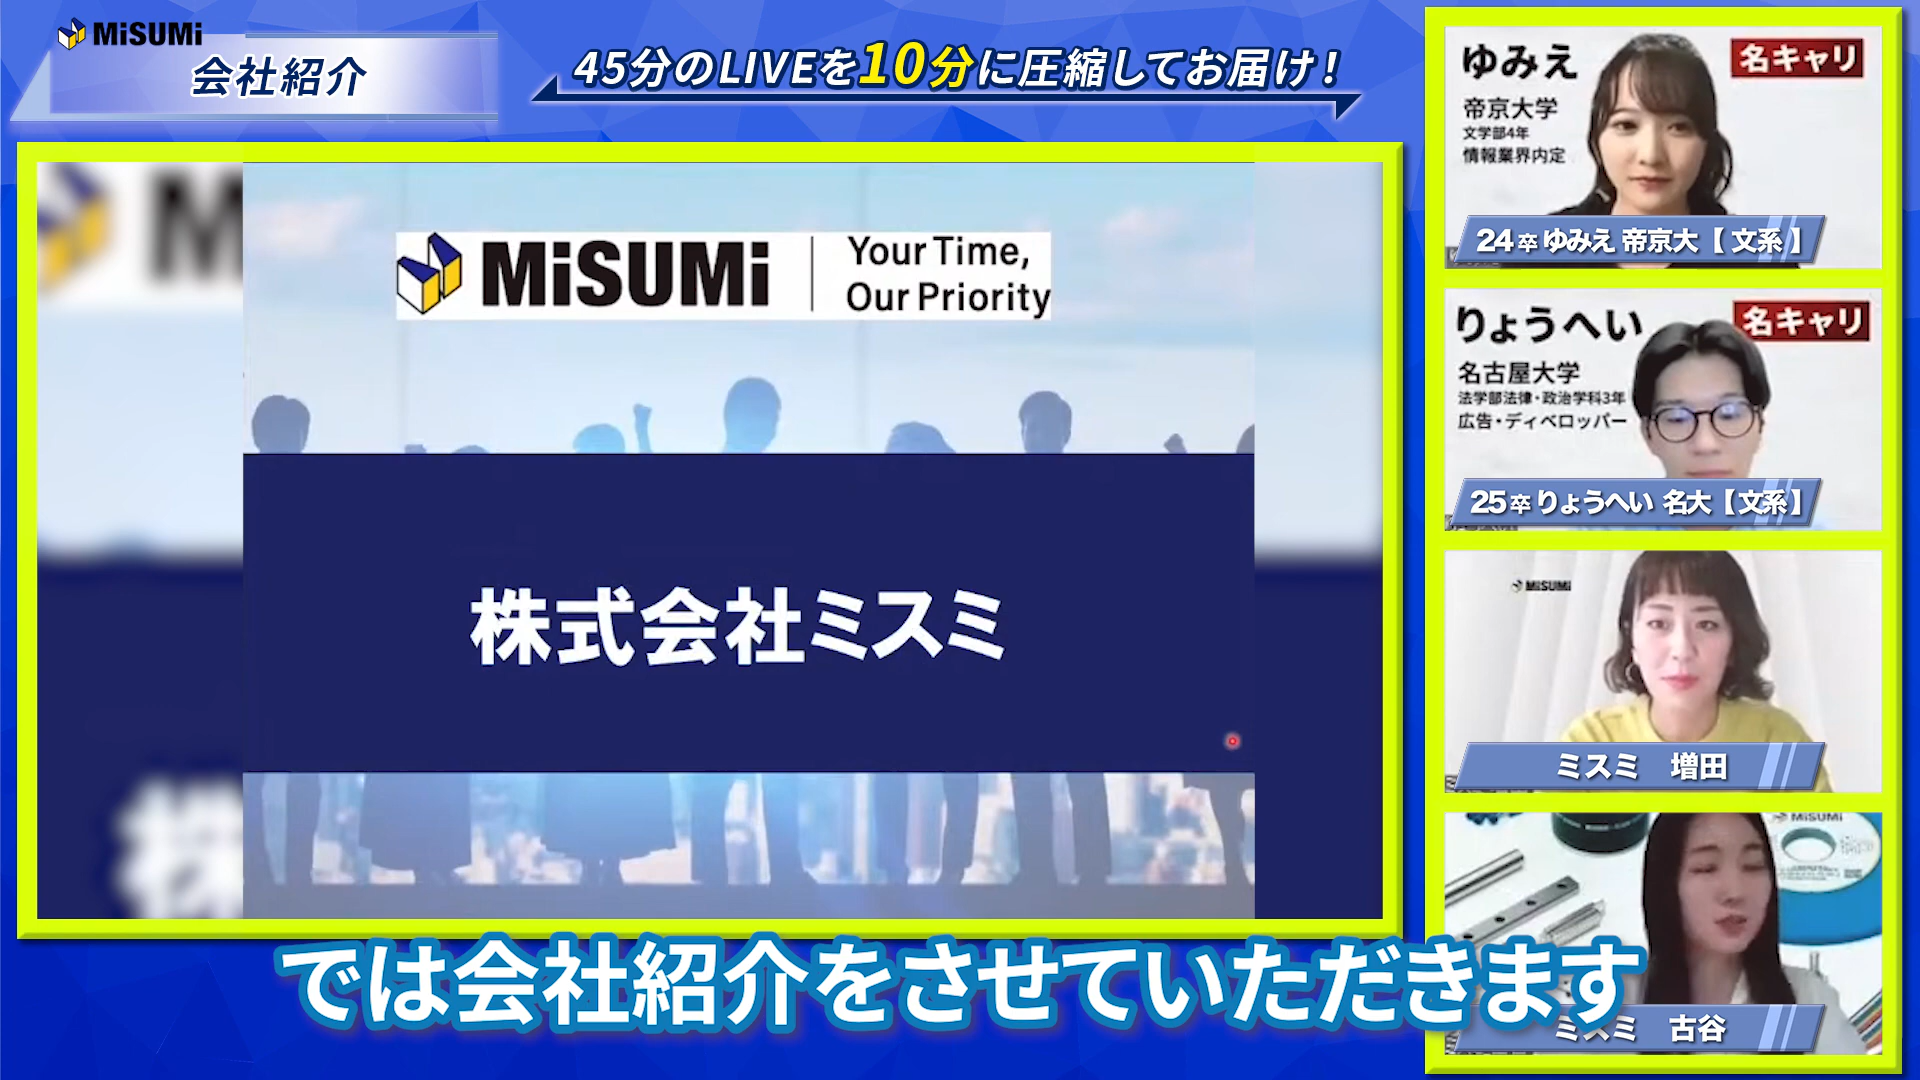 MiSUMi
会社紹介
45分のLIVEを10分に圧縮してお届け！
MiSUMi
Your Time,
Our Priority
株式会社ミスミ
では会社紹介をさせていただきます
ゆみえ
名キャリ
帝京大学
文学部4年
情報業界内定
24卒 ゆみえ 帝京大【 文系 】
りょうへい
名キャリ
名古屋大学
法学部法律・政治学科3年
広告・ディベロッパー
25卒 りょうへい 名大【 文系 】
MiSUMi
ミスミ 増田
MiSUMi
ミスミ 古谷